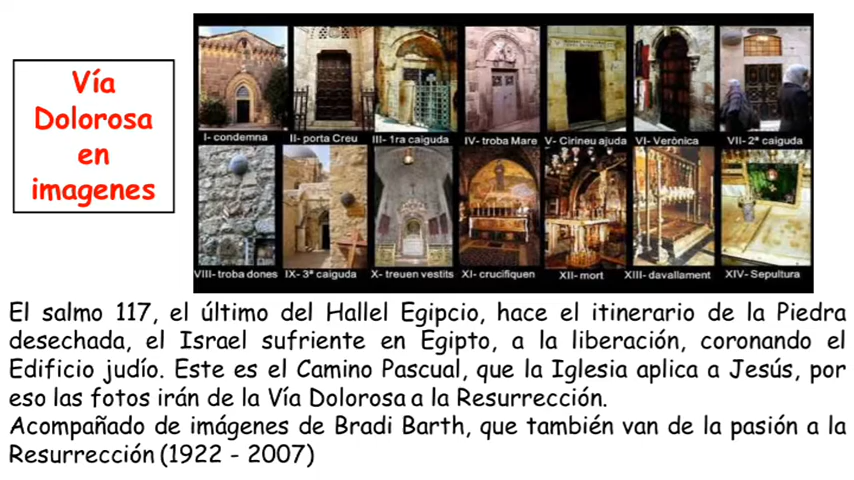 Vía
Dolorosa
en
imagenes
I- condemna
II- porta Creu
III- 1ra caiguda
IV- troba Mare
V- Cirineu ajuda
VI- Verònica
VII- 2ª caiguda
VIII- troba dones
IX- 3ª caiguda
X- treuen vestits
XI- crucifiquen
XII- mort
XIII- davallament
XIV- Sepultura
El salmo 117, el último del Hallel Egipcio, hace el itinerario de la Piedra
desechada, el Israel sufriente en Egipto, a la liberación, coronando el
Edificio judío. Este es el Camino Pascual, que la Iglesia aplica a Jesús, por
eso las fotos irán de la Vía Dolorosa a la Resurrección.
Acompañado de imágenes de Bradi Barth, que también van de la pasión a la
Resurrección (1922 - 2007)